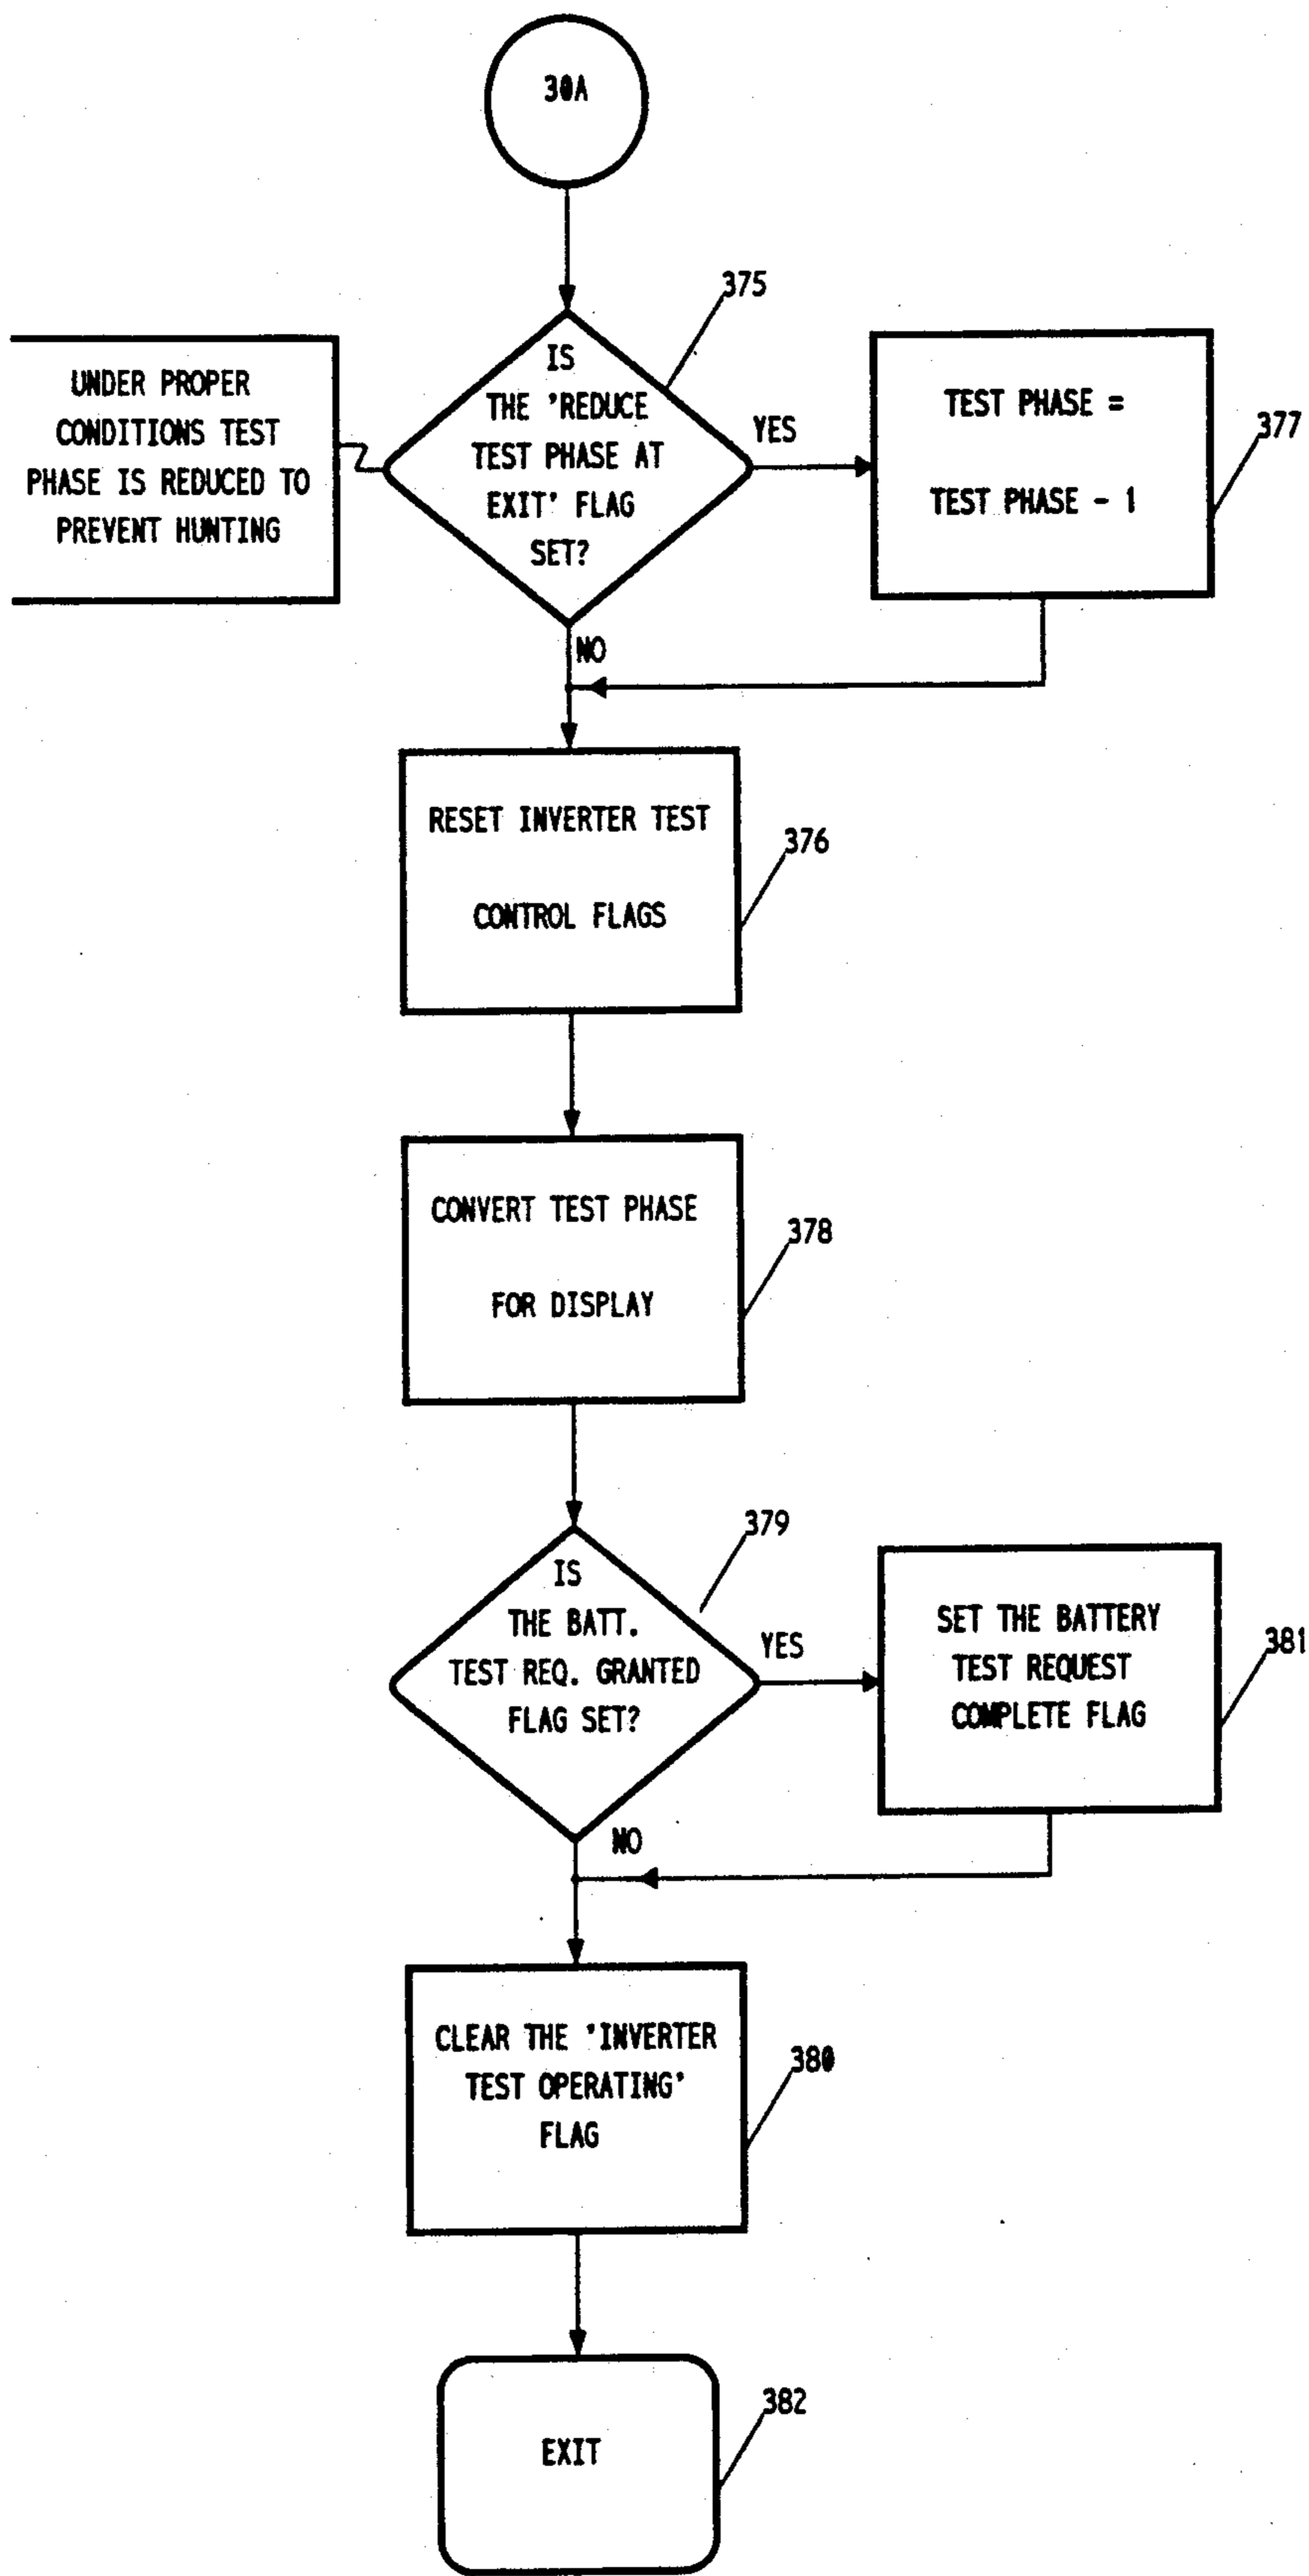 30A
375
IS
THE 'REDUCE
TEST PHASE AT
EXIT' FLAG
SET?
UNDER PROPER
CONDITIONS TEST
PHASE IS REDUCED TO
PREVENT HUNTING
YES
TEST PHASE =
TEST PHASE - 1
377
NO
RESET INVERTER TEST
CONTROL FLAGS
376
CONVERT TEST PHASE
FOR DISPLAY
378
379
IS
THE BATT.
TEST REQ. GRANTED
FLAG SET?
YES
SET THE BATTERY
TEST REQUEST
COMPLETE FLAG
381
NO
CLEAR THE 'INVERTER
TEST OPERATING'
FLAG
380
EXIT
382